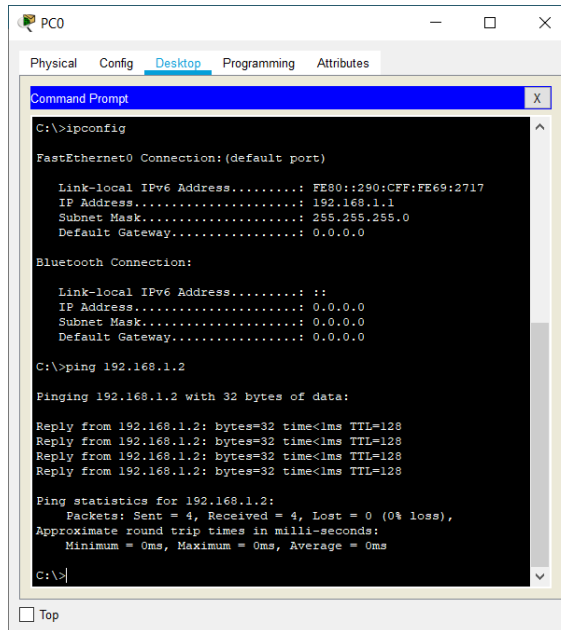 PC0
Physical Config Desktop Programming Attributes
Command Prompt X
C:\>ipconfig
FastEthernet0 Connection:(default port)
Link-local IPv6 Address.........: FE80::290:CFF:FE69:2717
IP Address......................: 192.168.1.1
Subnet Mask.....................: 255.255.255.0
Default Gateway.................: 0.0.0.0
Bluetooth Connection:
Link-local IPv6 Address.........: ::
IP Address......................: 0.0.0.0
Subnet Mask.....................: 0.0.0.0
Default Gateway.................: 0.0.0.0
C:\>ping 192.168.1.2
Pinging 192.168.1.2 with 32 bytes of data:
Reply from 192.168.1.2: bytes=32 time<1ms TTL=128
Reply from 192.168.1.2: bytes=32 time<1ms TTL=128
Reply from 192.168.1.2: bytes=32 time<1ms TTL=128
Reply from 192.168.1.2: bytes=32 time<1ms TTL=128
Ping statistics for 192.168.1.2:
Packets: Sent = 4, Received = 4, Lost = 0 (0% loss),
Approximate round trip times in milli-seconds:
Minimum = 0ms, Maximum = 0ms, Average = 0ms
C:\>
Top